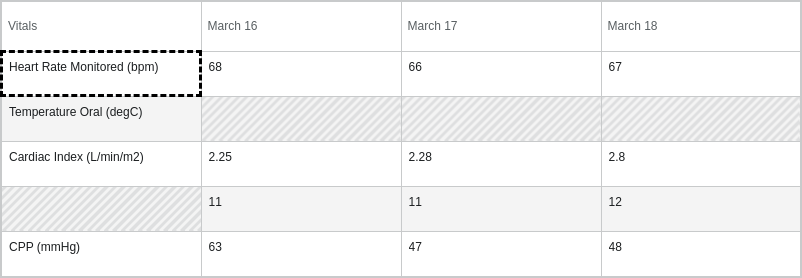 Vitals March 16 March 17 March 18
Heart Rate Monitored (bpm) 68 66 67
Temperature Oral (degC)
Cardiac Index (L/min/m2) 2.25 2.28 2.8
11 11 12
CPP (mmHg) 63 47 48